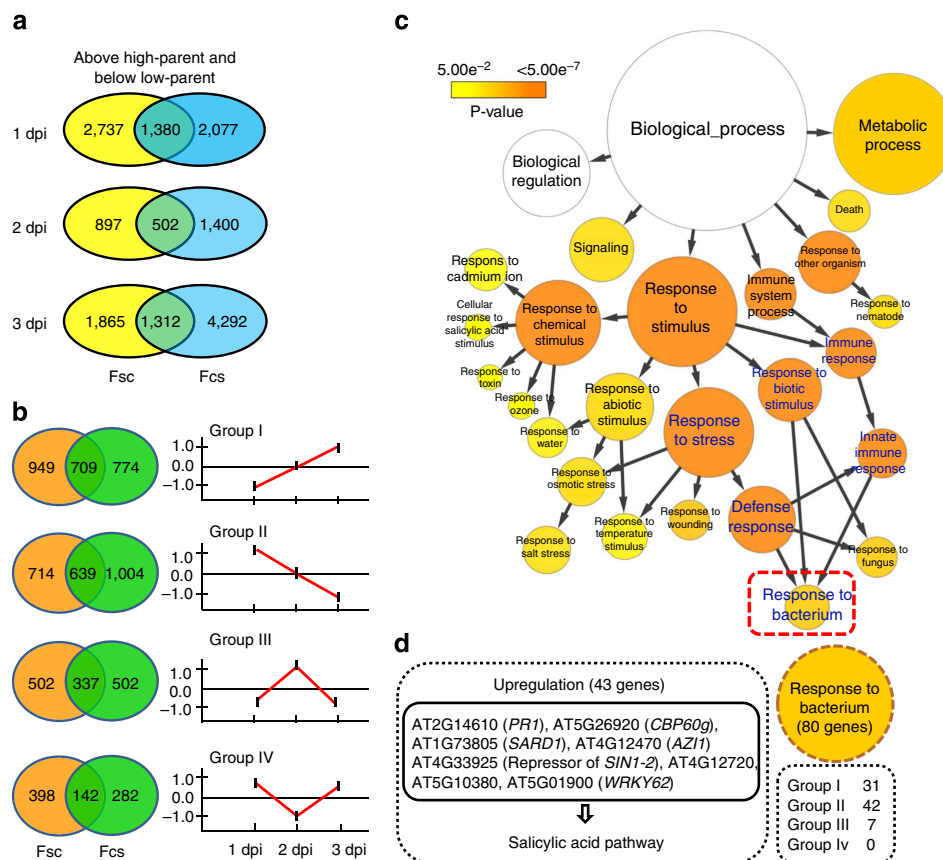 a
Above high-parent and
below low-parent
1 dpi
2,737
1,380
2,077
2 dpi
897
502
1,400
3 dpi
1,865
1,312
4,292
Fsc
Fcs
b
949
709
774
Group I
1.0
0.0
−1.0
714
639
1,004
Group II
1.0
0.0
−1.0
502
337
502
Group III
1.0
0.0
−1.0
398
142
282
Group IV
1.0
0.0
−1.0
Fsc
Fcs
1 dpi
2 dpi
3 dpi
c
5.00e−2
<5.00e−7
P-value
Biological_process
Metabolic
process
Biological
regulation
Death
Signaling
Response to
other organism
Respons to
cadmium ion
Response
to
stimulus
Immune
system
process
Response to
nematode
Cellular
response to
salicylic acid
stimulus
Response to
chemical
stimulus
Immune
response
Response to
toxin
Response to
ozone
Response to
abiotic
stimulus
Response to
biotic
stimulus
Response to
water
Response
to stress
Innate
immune
response
Response to
osmotic stress
Defense
response
Response to
salt stress
Response to
temperature
stimulus
Response to
wounding
Response to
fungus
Response to
bacterium
d
Upregulation (43 genes)
AT2G14610 (PR1), AT5G26920 (CBP60g),
AT1G73805 (SARD1), AT4G12470 (AZI1)
AT4G33925 (Repressor of SIN1-2), AT4G12720,
AT5G10380, AT5G01900 (WRKY62)
Salicylic acid pathway
Response to
bacterium
(80 genes)
Group I 31
Group II 42
Group III 7
Group Iv 0